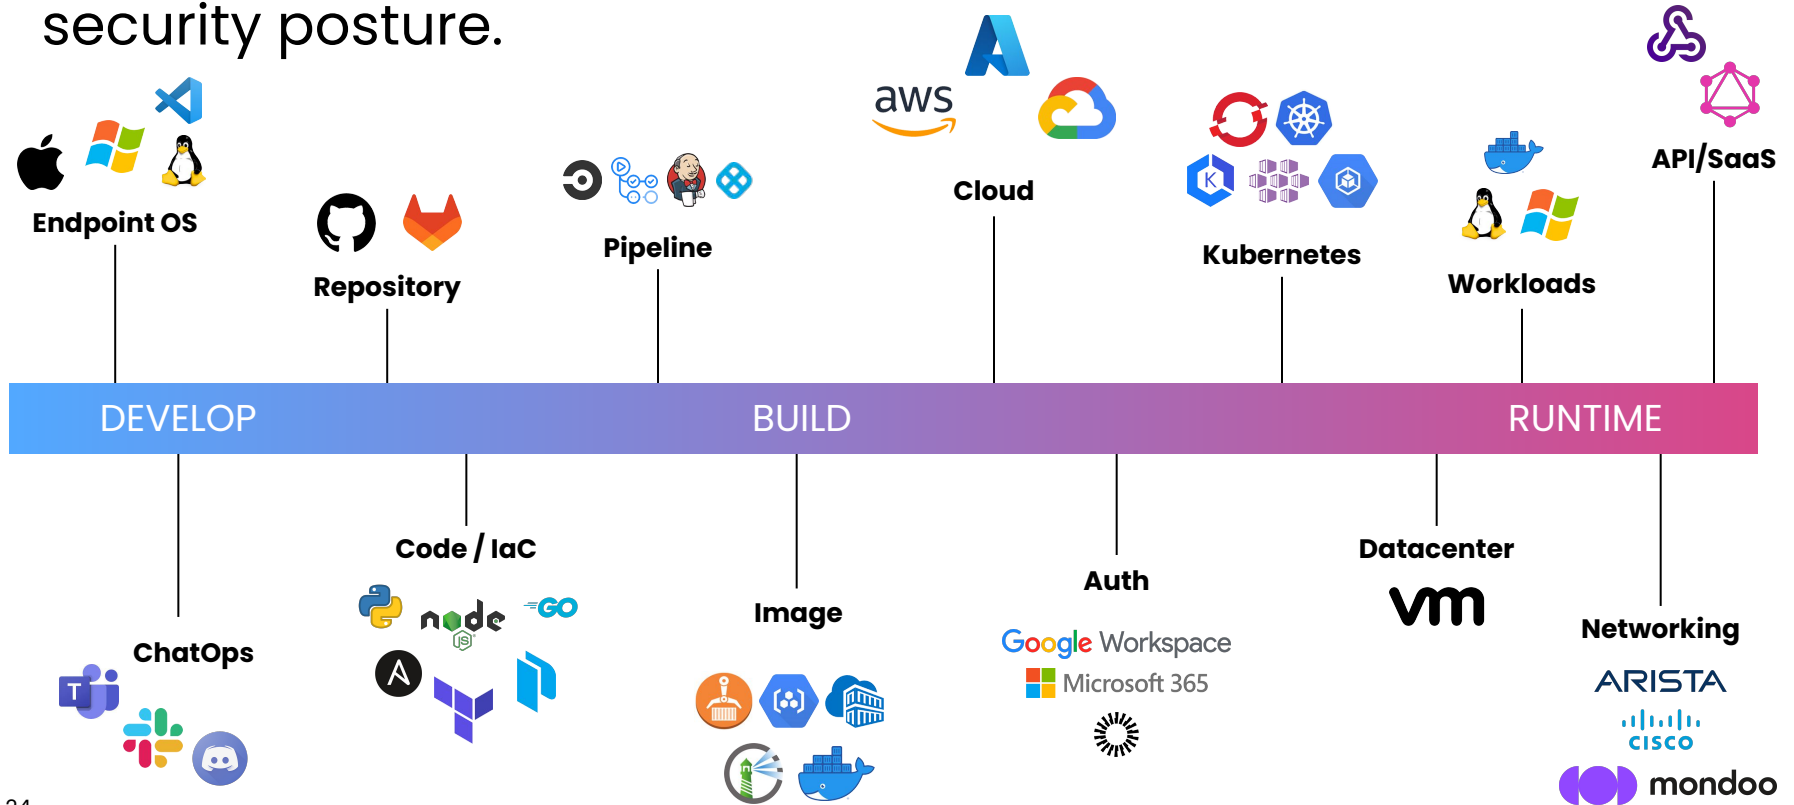 security posture.
aws
API/SaaS
Cloud
Endpoint OS
Pipeline
Kubernetes
Repository
Workloads
K
DEVELOP
BUILD
RUNTIME
Code / IaC
Datacenter
Auth
Image
Networking
ChatOps
node
JS
GO
A
T
vm
Google Workspace
Microsoft 365
ARISTA
CISCO
mondoo